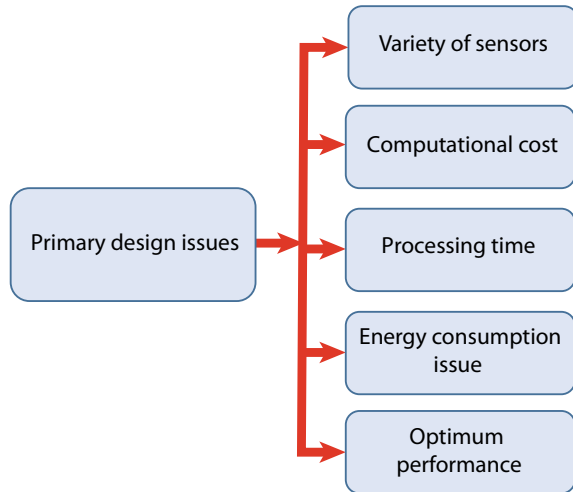 Variety of sensors
Computational cost
Primary design issues
Processing time
Energy consumption
issue
Optimum
performance